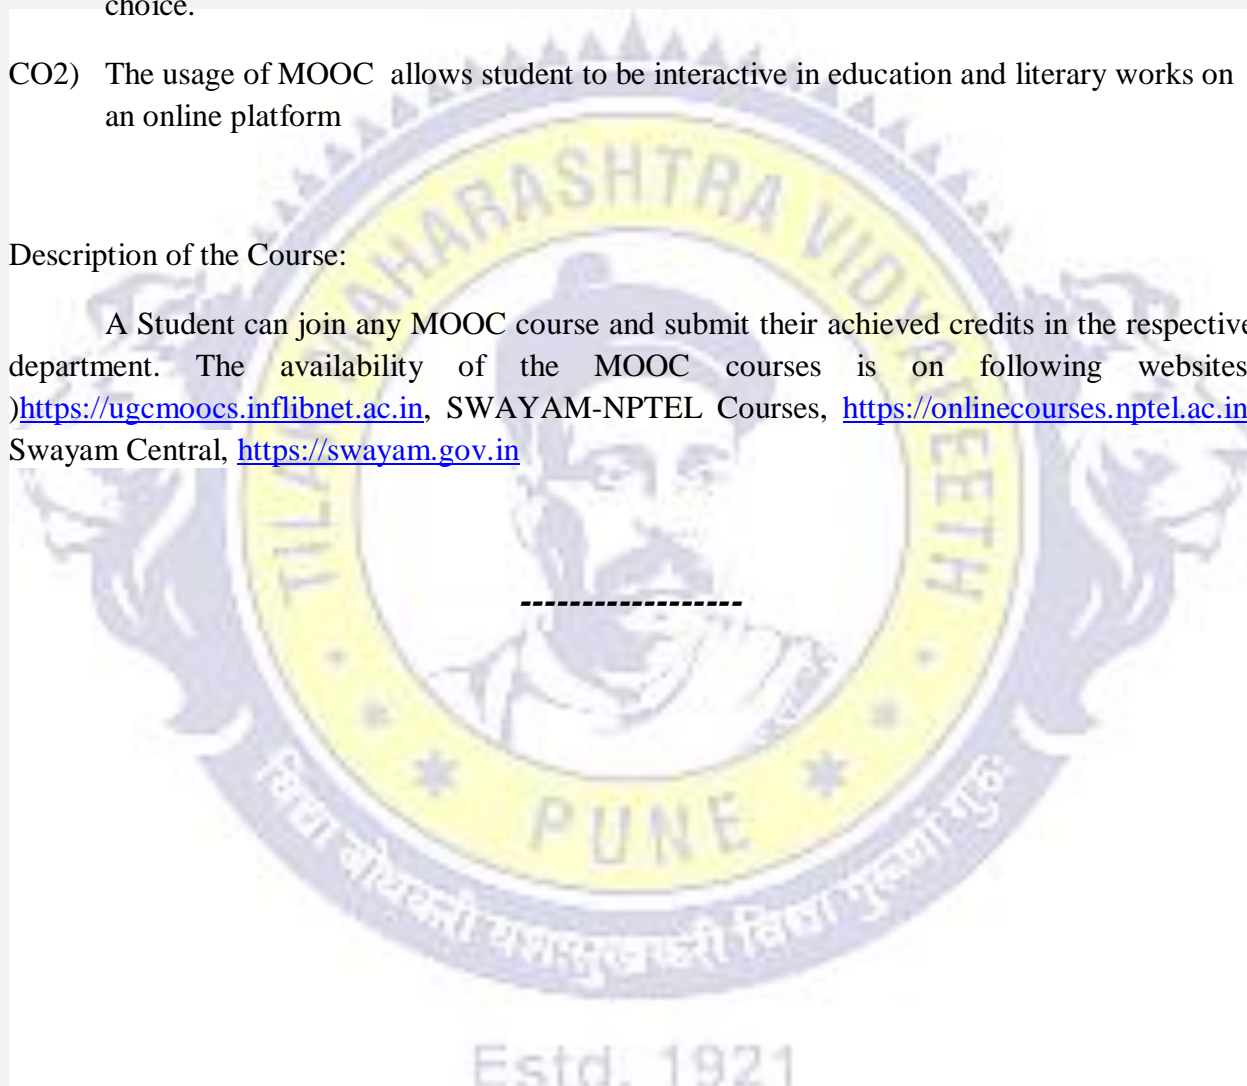 choice.
CO2) The usage of MOOC allows student to be interactive in education and literary works on
an online platform
Description of the Course:
A Student can join any MOOC course and submit their achieved credits in the respective
department. The availability of the MOOC courses is on following websites
)https://ugcmoocs.inflibnet.ac.in, SWAYAM-NPTEL Courses, https://onlinecourses.nptel.ac.in
Swayam Central, https://swayam.gov.in
------------------
TILAK MAHARASHTRA VIDYAPEETH
PUNE
विद्या गुरूणां गुरुः
Estd. 1921